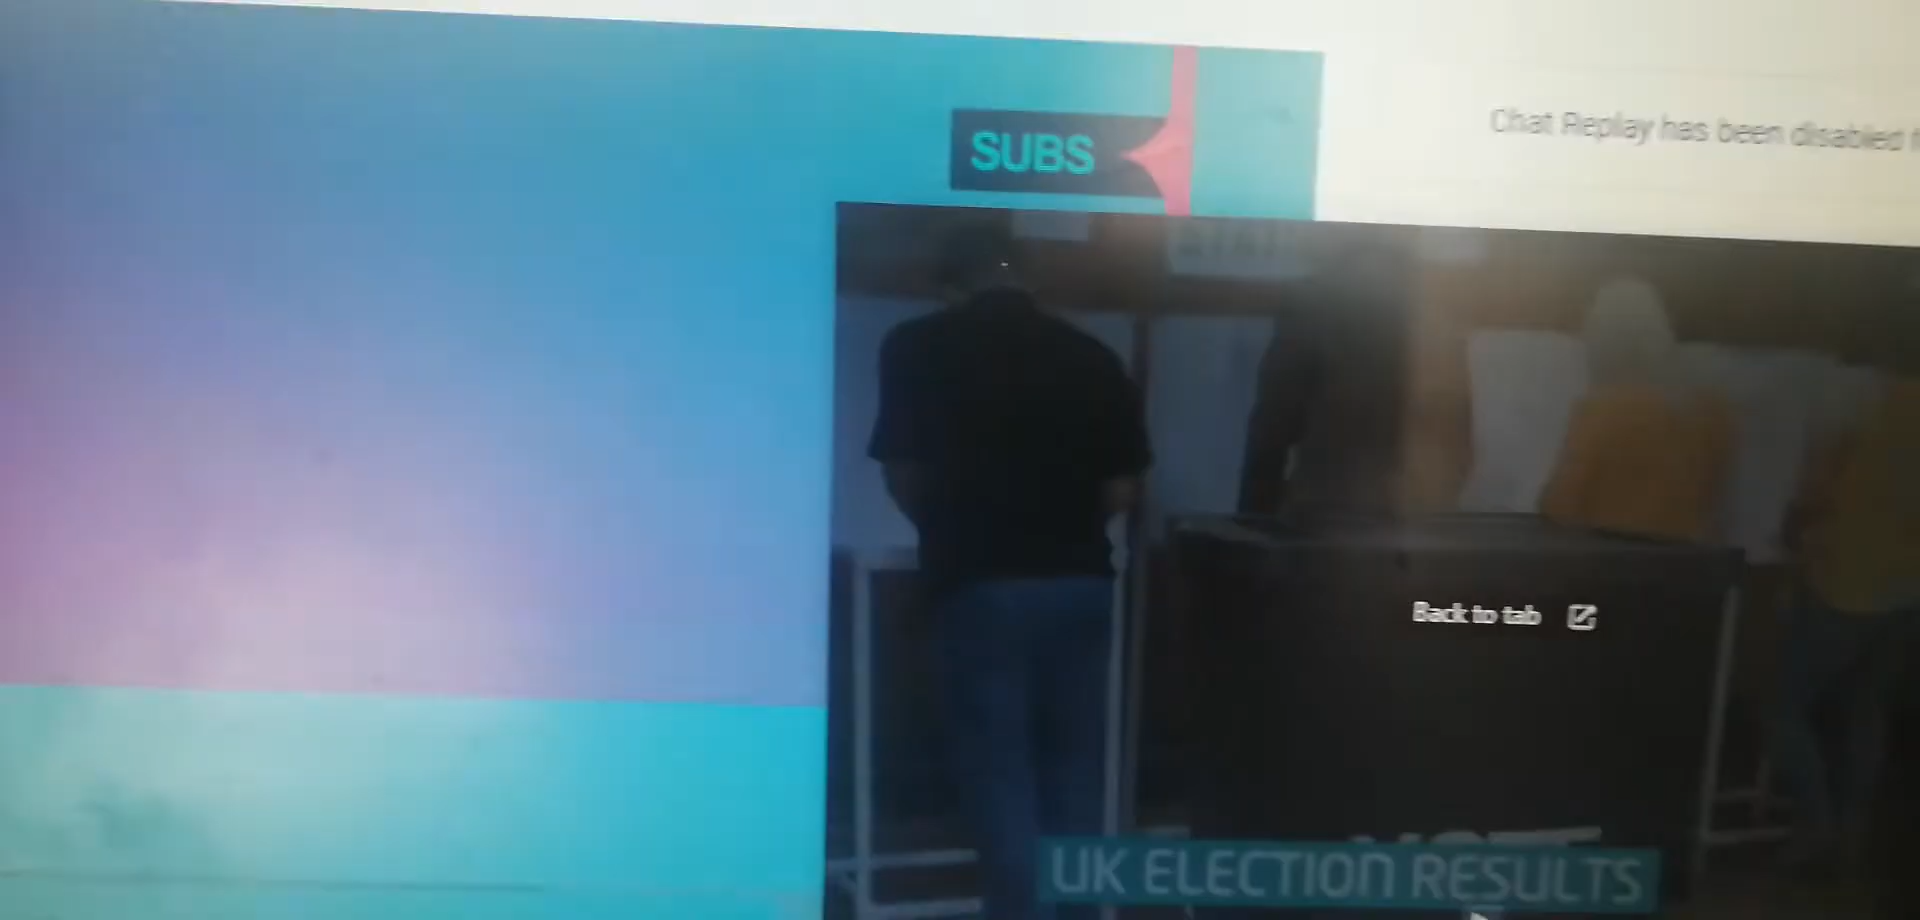 SUBS
Chat Replay has been disabled
Back to tab
UK ELECTION RESULTS